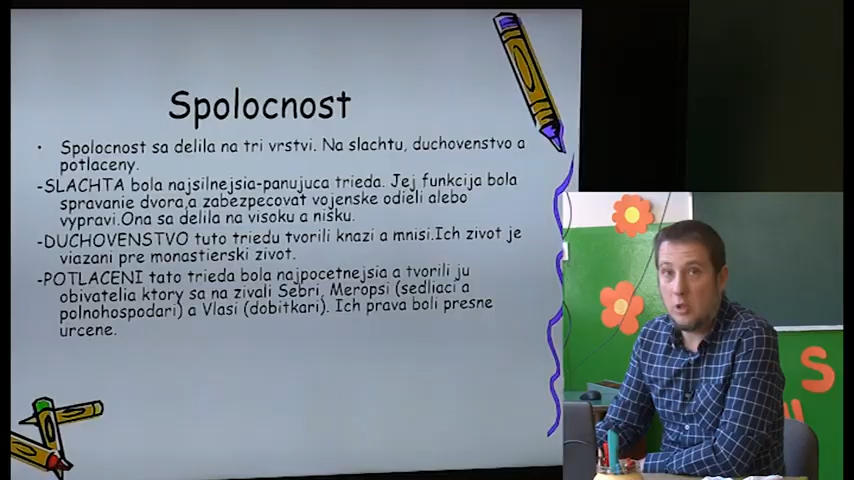 Spolocnost
• Spolocnost sa delila na tri vrstvi. Na slachtu, duchovenstvo a
potlaceny.
-SLACHTA bola najsilnejsia-panujuca trieda. Jej funkcija bola
spravanie dvora,a zabezpecovat vojenske odieli alebo
vypravi.Ona sa delila na visoku a nisku.
-DUCHOVENSTVO tuto triedu tvorili knazi a mnisi.Ich zivot je
viazani pre monastierski zivot.
-POTLACENI tato trieda bola najpocetnejsia a tvorili ju
obivatelia ktory sa na zivali Sebri, Meropsi (sedliaci a
polnohospodari) a Vlasi (dobitkari). Ich prava boli presne
urcene.
S